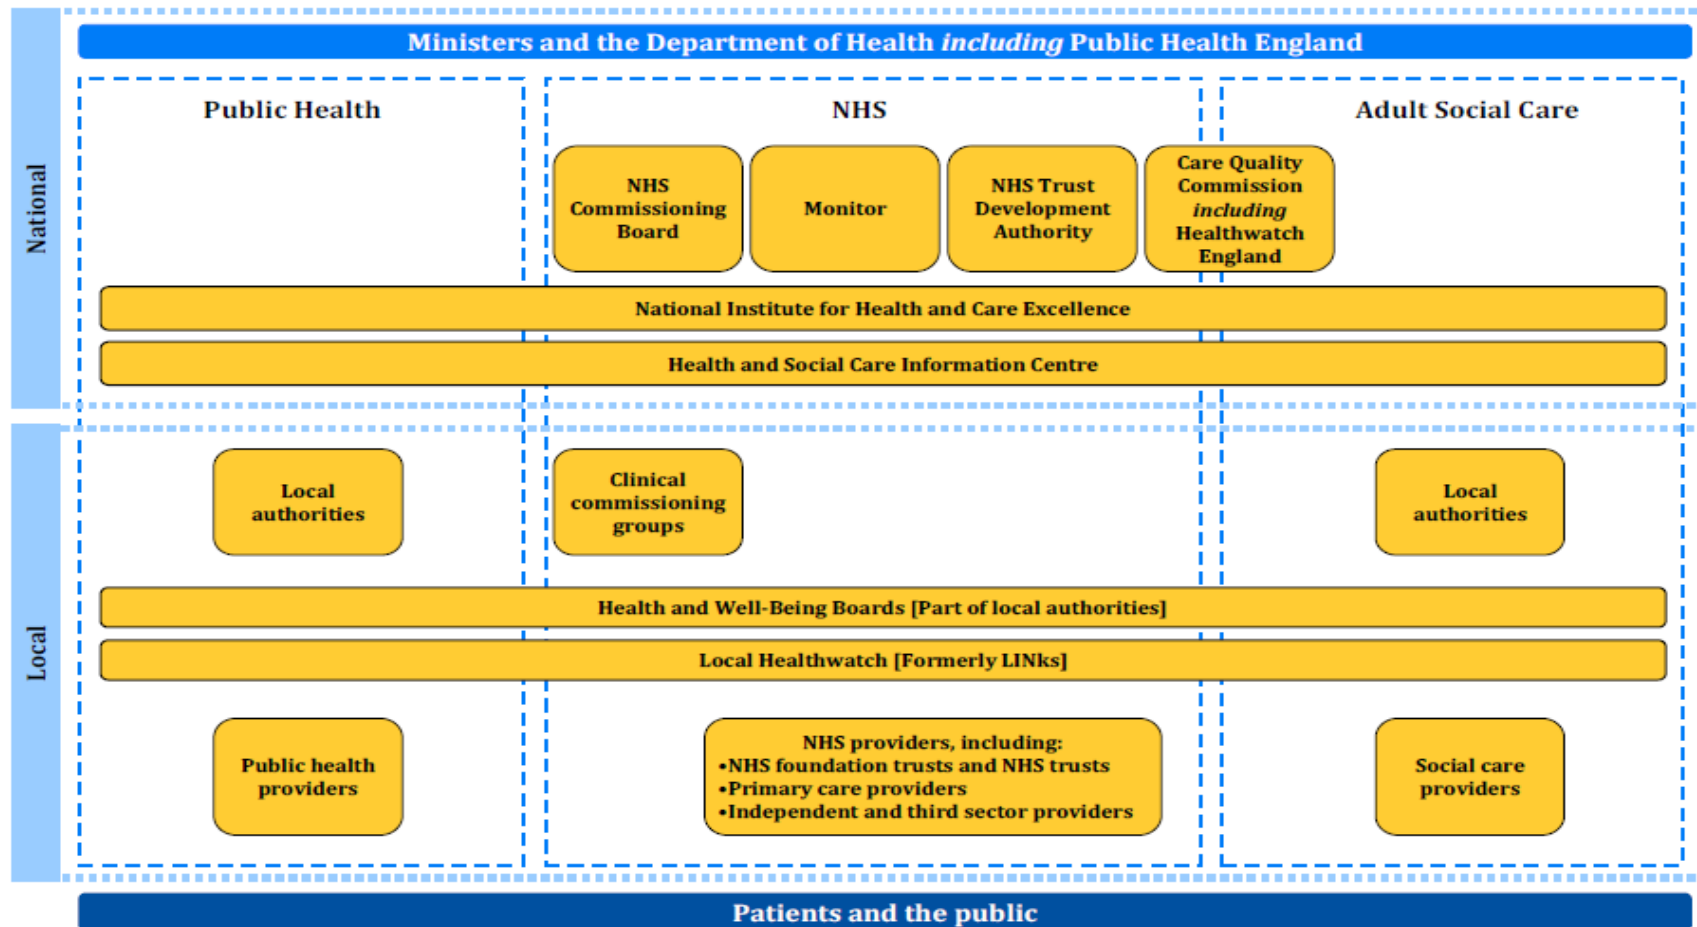 Ministers and the Department of Health including Public Health England
National
Public Health
NHS
Adult Social Care
NHS
Commissioning
Board
Monitor
NHS Trust
Development
Authority
Care Quality
Commission
including
Healthwatch
England
National Institute for Health and Care Excellence
Health and Social Care Information Centre
Local
Local
authorities
Clinical
commissioning
groups
Local
authorities
Health and Well-Being Boards [Part of local authorities]
Local Healthwatch [Formerly LINks]
Public health
providers
NHS providers, including:
•NHS foundation trusts and NHS trusts
•Primary care providers
•Independent and third sector providers
Social care
providers
Patients and the public